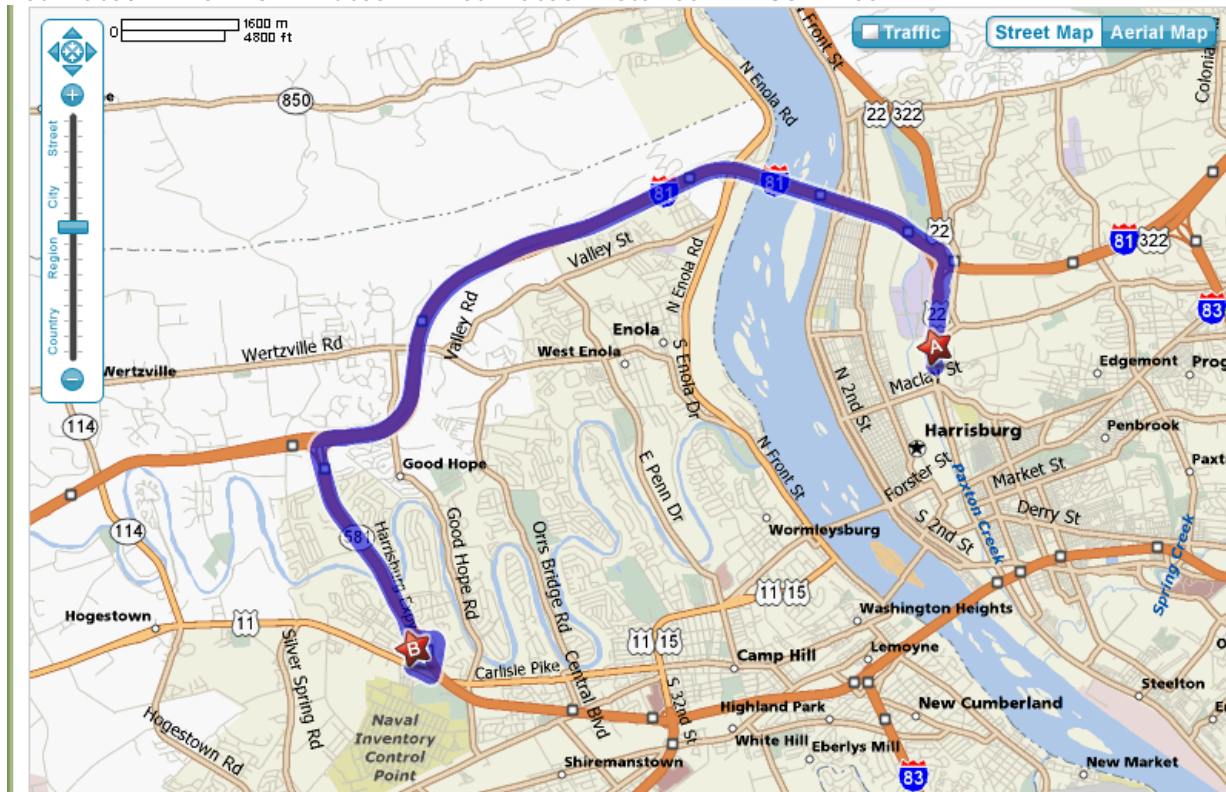 1600 m
0
4800 ft
Traffic
Street Map
Aerial Map
Street
City
Region
Country
N Front St
N Enola Rd
850
22 322
81
81
22
81 322
83
Valley St
N Enola Rd
Valley Rd
Wertzville Rd
Wertzville
Enola
West Enola
S Enola Dr
22
A
Maclay St
N 2nd St
Edgemont
Penbrook
Harrisburg
Forster St
Market St
Derry St
S 2nd St
Paxton Creek
Spring Creek
114
114
Good Hope
Good Hope Rd
Orrs Bridge Rd
E Penn Dr
N Front St
Wormleysburg
581
Harrisburg Exp
Hogestown
11
Silver Spring Rd
B
Carlisle Pike
Central Blvd
11 15
11 15
Washington Heights
Camp Hill
Lemoyne
S 32nd St
Highland Park
New Cumberland
Steelton
Hogestown Rd
Naval
Inventory
Control
Point
White Hill
Eberlys Mill
Shiremanstown
83
New Market